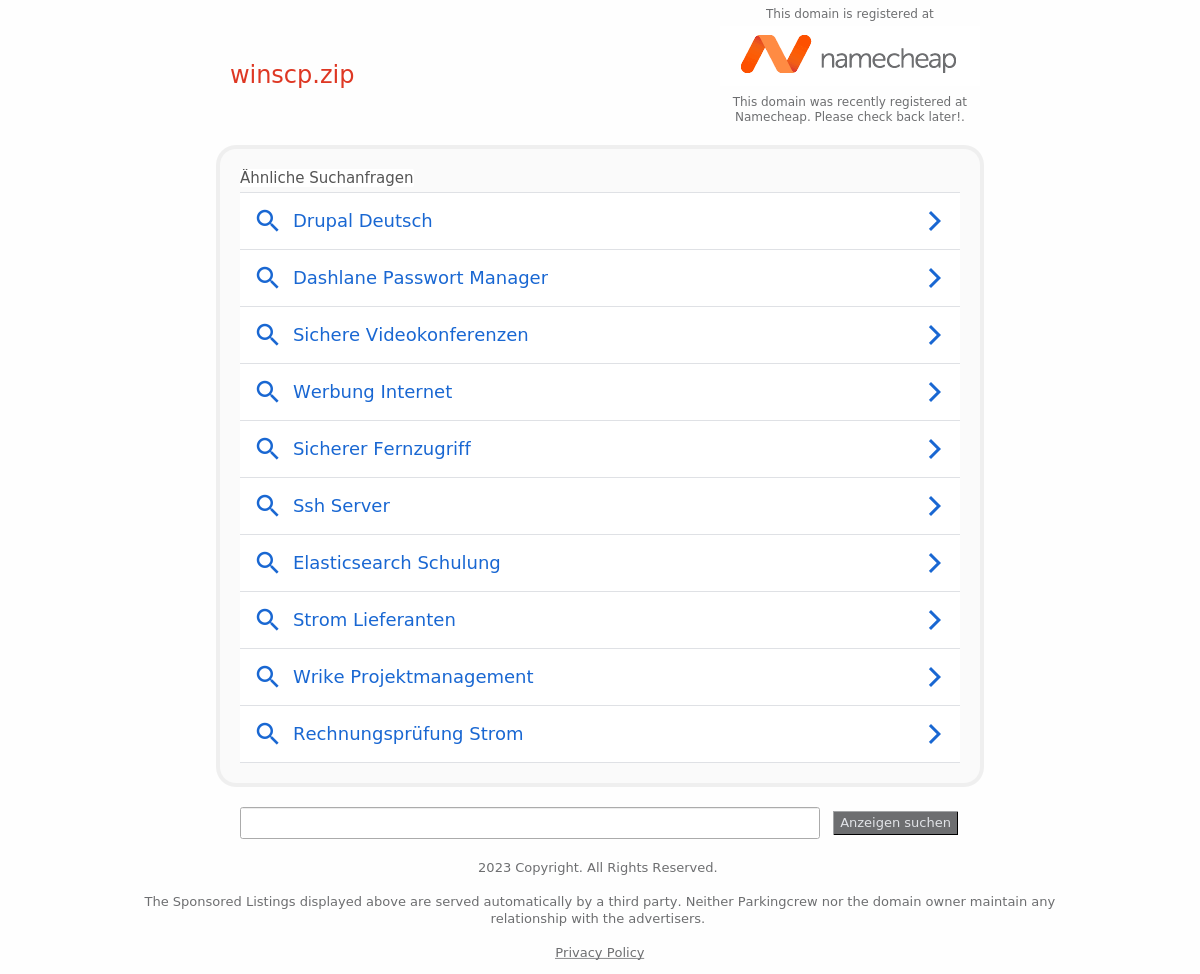 This domain is registered at
namecheap
winscp.zip
This domain was recently registered at
Namecheap. Please check back later!.
Ähnliche Suchanfragen
Drupal Deutsch
Dashlane Passwort Manager
Sichere Videokonferenzen
Werbung Internet
Sicherer Fernzugriff
Ssh Server
Elasticsearch Schulung
Strom Lieferanten
Wrike Projektmanagement
Rechnungsprüfung Strom
Anzeigen suchen
2023 Copyright. All Rights Reserved.
The Sponsored Listings displayed above are served automatically by a third party. Neither Parkingcrew nor the domain owner maintain any
relationship with the advertisers.
Privacy Policy